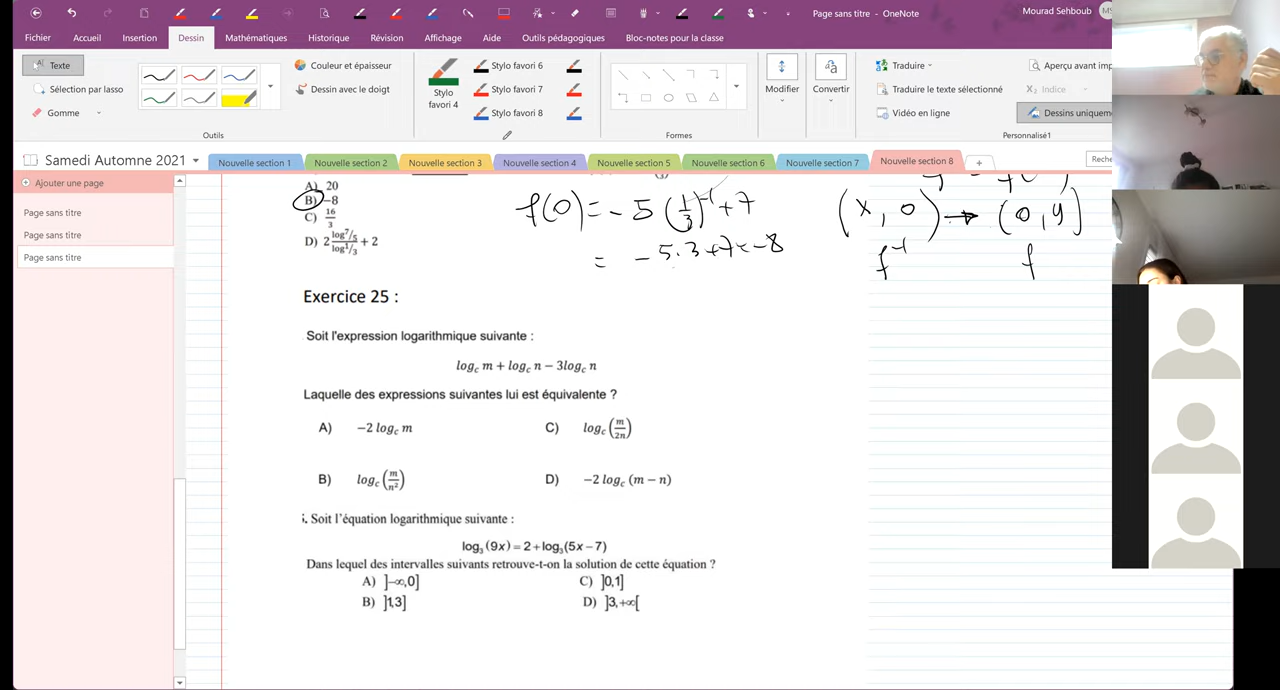 Page sans titre - OneNote
Mourad Sehboub
Fichier Accueil Insertion Dessin Mathématiques Historique Révision Affichage Aide Outils pédagogiques Bloc-notes pour la classe
Texte
Sélection par lasso
Gomme
Outils
Couleur et épaisseur
Dessin avec le doigt
Stylo favori 4
Stylo favori 6
Stylo favori 7
Stylo favori 8
Formes
Modifier
Convertir
Traduire
Traduire le texte sélectionné
Vidéo en ligne
Aperçu avant imp
Indice
Dessins uniqueme
Personnalisé1
Samedi Automne 2021
Nouvelle section 1 Nouvelle section 2 Nouvelle section 3 Nouvelle section 4 Nouvelle section 5 Nouvelle section 6 Nouvelle section 7 Nouvelle section 8
Reche
Ajouter une page
Page sans titre
Page sans titre
Page sans titre
A) 20
B) -8
C) 16/3
D) 2 log7/5 / log1/3 + 2
f(0) = -5 (1/3)^-1 + 7
= -5.3+7=-8
(x, 0) → (0, y)
f^-1 f
Exercice 25 :
Soit l'expression logarithmique suivante :
log_c m + log_c n − 3log_c n
Laquelle des expressions suivantes lui est équivalente ?
A) −2 log_c m C) log_c (m/2n)
B) log_c (m/n²) D) −2 log_c (m − n)
i. Soit l'équation logarithmique suivante :
log₃(9x) = 2 + log₃(5x − 7)
Dans lequel des intervalles suivants retrouve-t-on la solution de cette équation ?
A) ]−∞,0] C) ]0,1]
B) ]1,3] D) ]3,+∞[